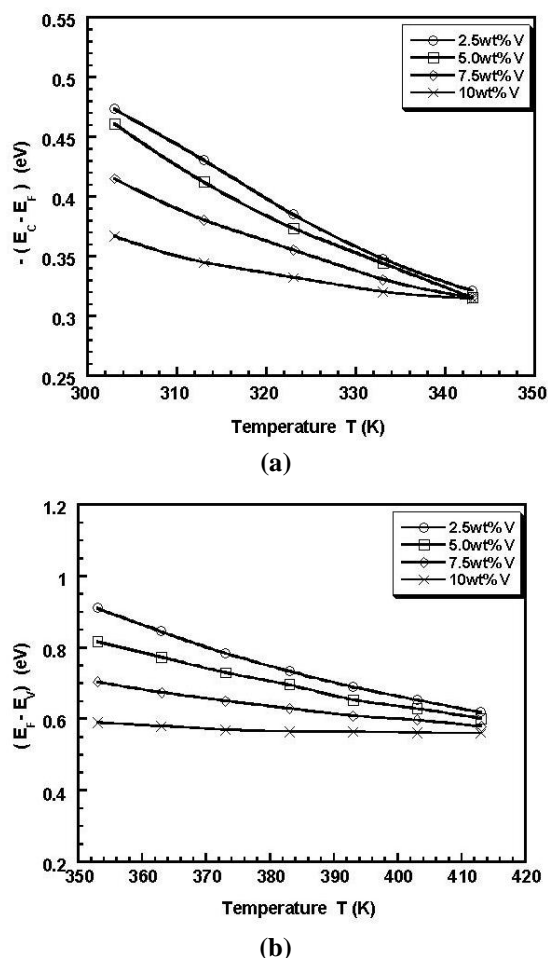 0.55
0.5
0.45
0.4
0.35
0.3
0.25
- ( E_C - E_F ) (eV)
2.5wt% V
5.0wt% V
7.5wt% V
10wt% V
300 310 320 330 340 350
Temperature T (K)
(a)
1.2
1
0.8
0.6
0.4
0.2
(E_F - E_V) (eV)
2.5wt% V
5.0wt% V
7.5wt% V
10wt% V
350 360 370 380 390 400 410 420
Temperature T (K)
(b)